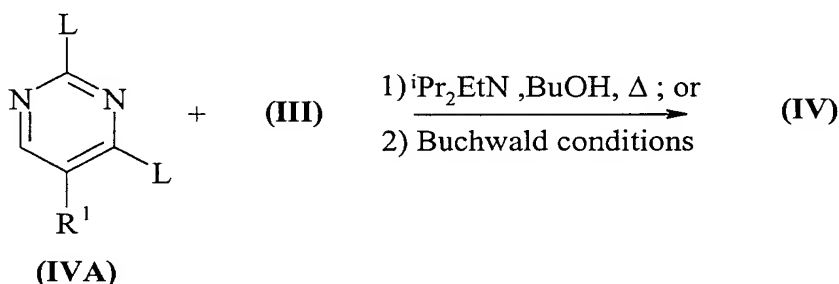 L
N N
L
R¹
(IVA)
+ (III)
1) ⁱPr₂EtN ,BuOH, Δ ; or
2) Buchwald conditions
(IV)